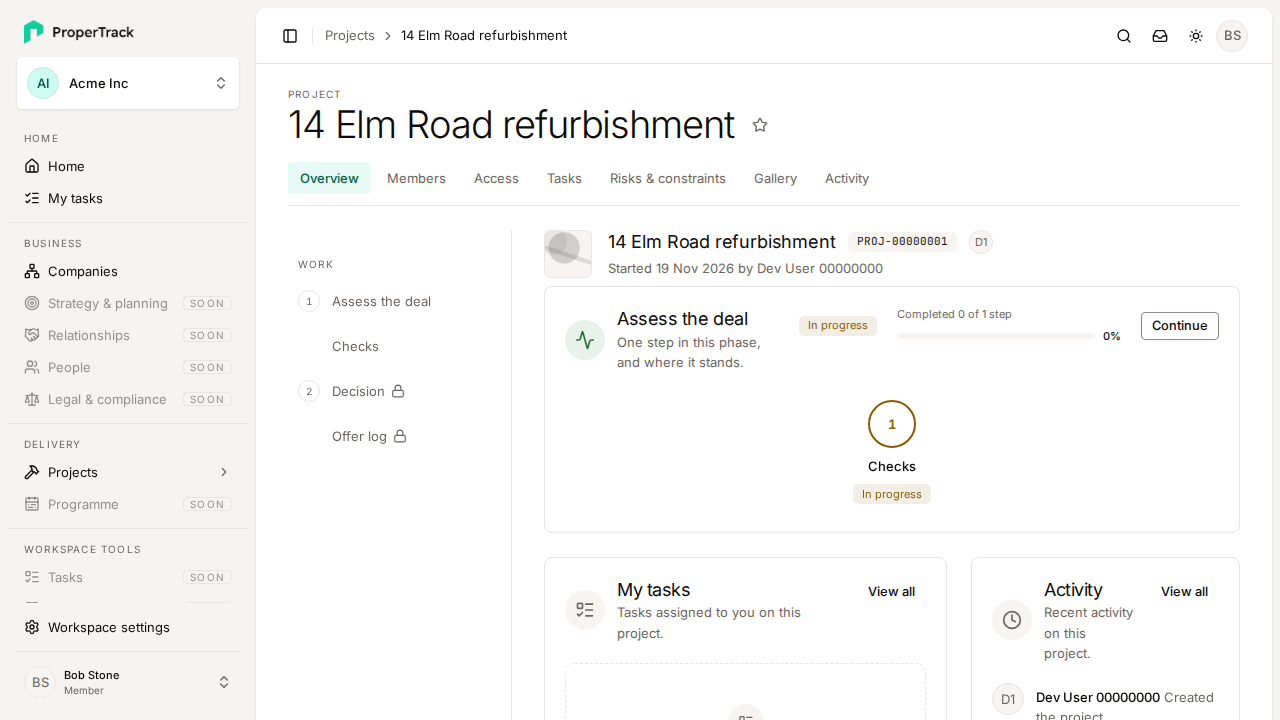 ProperTrack
Projects
14 Elm Road refurbishment
BS
AI
Acme Inc
PROJECT
14 Elm Road refurbishment
HOME
Home
My tasks
Overview
Members
Access
Tasks
Risks & constraints
Gallery
Activity
BUSINESS
Companies
Strategy & planning
SOON
Relationships
SOON
People
SOON
Legal & compliance
SOON
DELIVERY
Projects
Programme
SOON
WORKSPACE TOOLS
Tasks
SOON
Workspace settings
BS
Bob Stone
Member
WORK
1
Assess the deal
Checks
2
Decision
Offer log
14 Elm Road refurbishment
PROJ-00000001
D1
Started 19 Nov 2026 by Dev User 00000000
Assess the deal
One step in this phase,
and where it stands.
In progress
Completed 0 of 1 step
0%
Continue
1
Checks
In progress
My tasks
Tasks assigned to you on this
project.
View all
Activity
Recent activity
on this
project.
View all
D1
Dev User 00000000 Created
the project